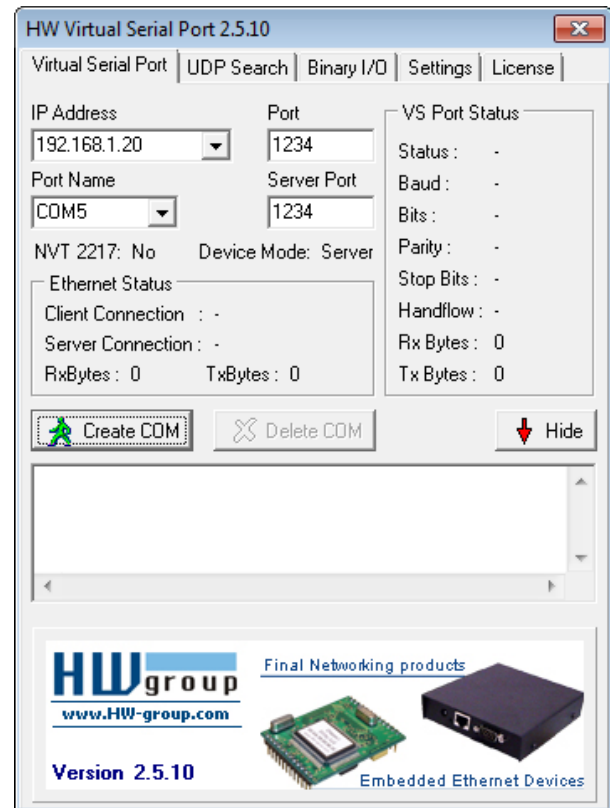 HW Virtual Serial Port 2.5.10
Virtual Serial Port UDP Search Binary I/O Settings License
IP Address Port
192.168.1.20 1234
Port Name Server Port
COM5 1234
NVT 2217: No Device Mode: Server
Ethernet Status
Client Connection : -
Server Connection : -
RxBytes : 0 TxBytes : 0
VS Port Status
Status : -
Baud : -
Bits : -
Parity : -
Stop Bits : -
Handflow : -
Rx Bytes : 0
Tx Bytes : 0
Create COM Delete COM Hide
HW group
www.HW-group.com
Version 2.5.10
Final Networking products
Embedded Ethernet Devices